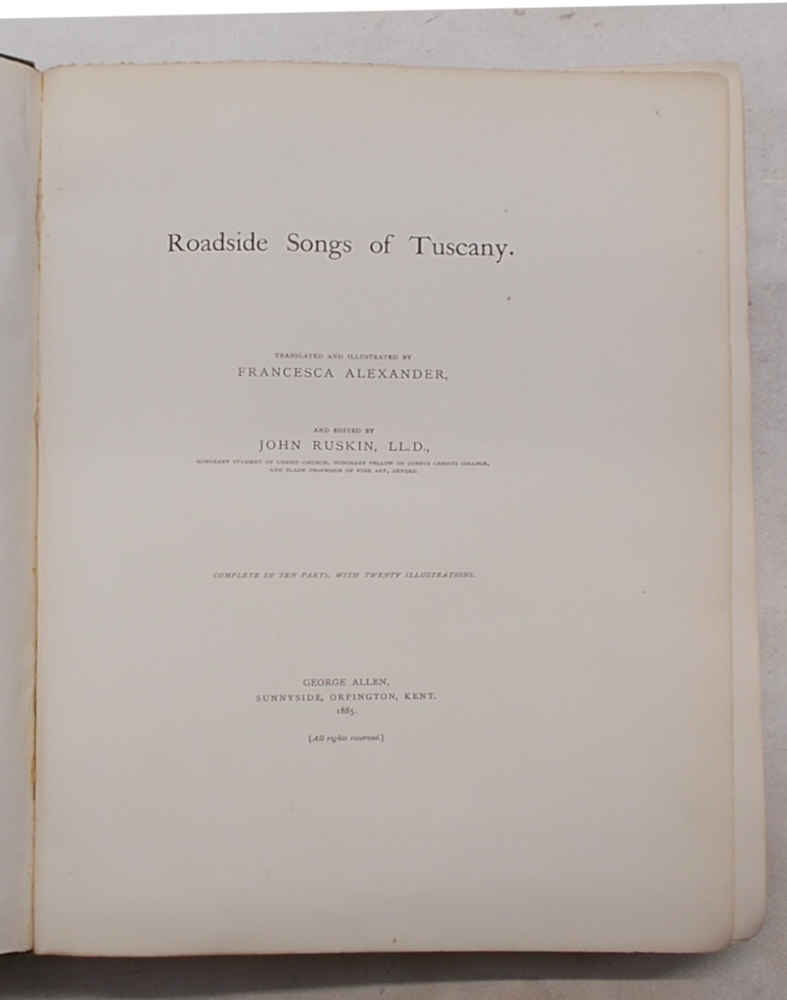 Roadside Songs of Tuscany.
TRANSLATED AND ILLUSTRATED BY
FRANCESCA ALEXANDER,
AND EDITED BY
JOHN RUSKIN, LL.D.,
HONORARY STUDENT OF CHRIST CHURCH, HONORARY FELLOW OF CORPUS CHRISTI COLLEGE,
AND SLADE PROFESSOR OF FINE ART, OXFORD.
COMPLETE IN TEN PARTS, WITH TWENTY ILLUSTRATIONS.
GEORGE ALLEN,
SUNNYSIDE, ORPINGTON, KENT.
1885.
[All rights reserved.]